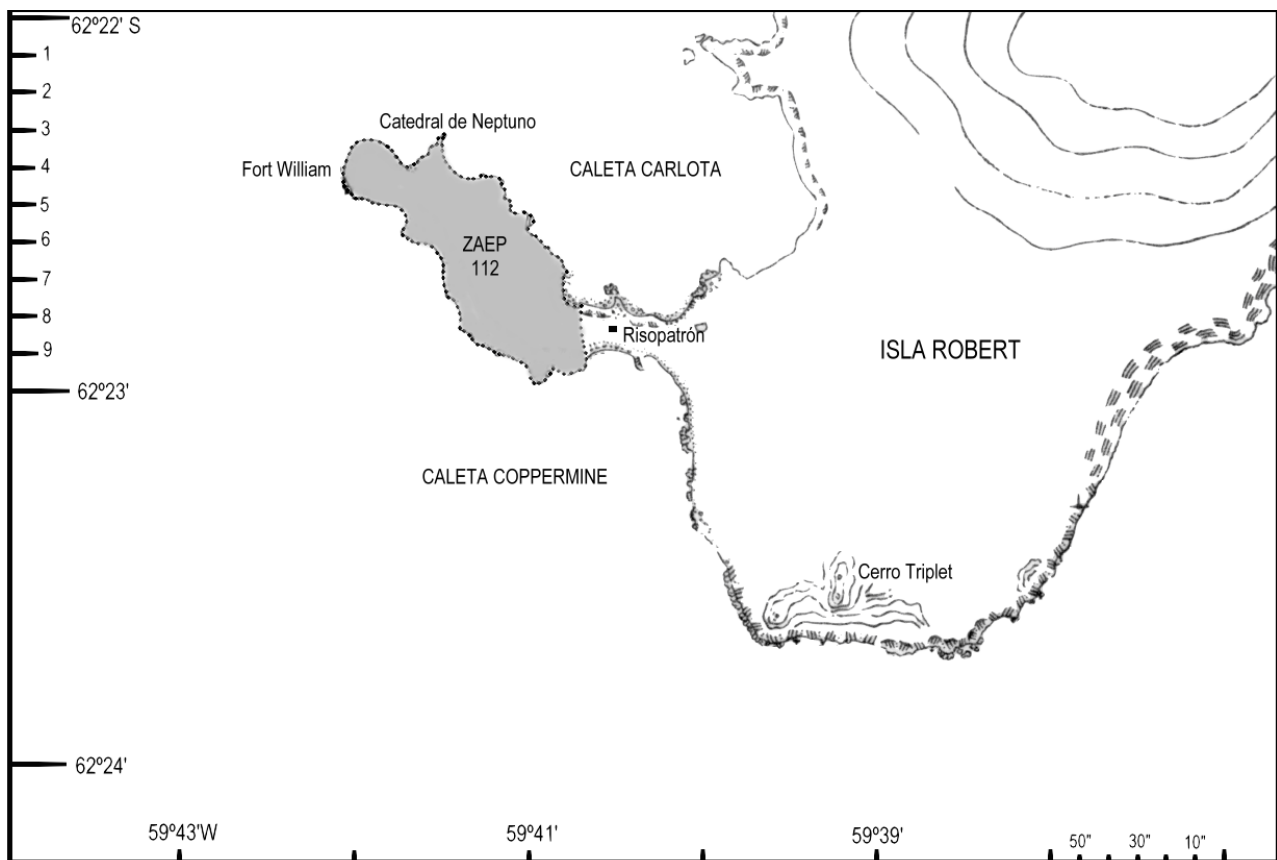 62º22' S
1
2
3
4
5
6
7
8
9
62º23'
62º24'
Catedral de Neptuno
Fort William
CALETA CARLOTA
ZAEP
112
Risopatrón
ISLA ROBERT
CALETA COPPERMINE
Cerro Triplet
59º43'W
59º41'
59º39'
50"
30"
10"